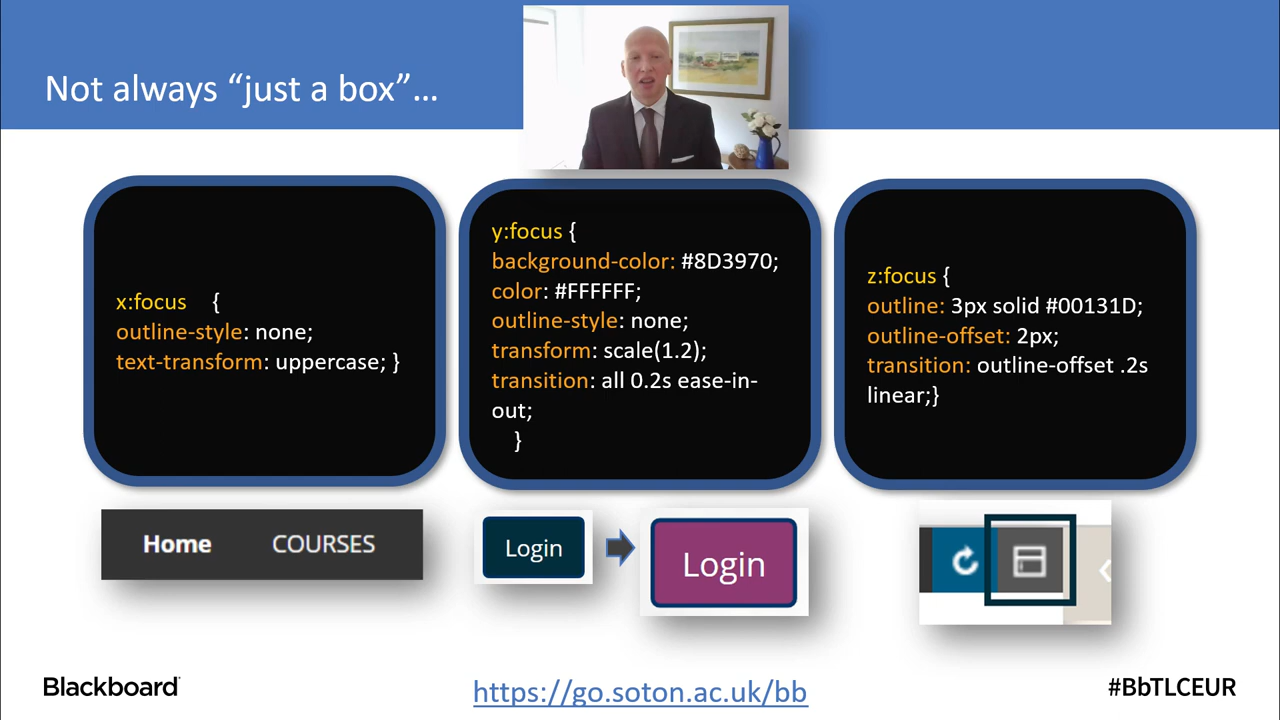 Not always “just a box”...
x:focus {
outline-style: none;
text-transform: uppercase; }
y:focus {
background-color: #8D3970;
color: #FFFFFF;
outline-style: none;
transform: scale(1.2);
transition: all 0.2s ease-in-
out;
}
z:focus {
outline: 3px solid #00131D;
outline-offset: 2px;
transition: outline-offset .2s
linear;}
Home COURSES
Login
Login
Blackboard
https://go.soton.ac.uk/bb
#BbTLCEUR